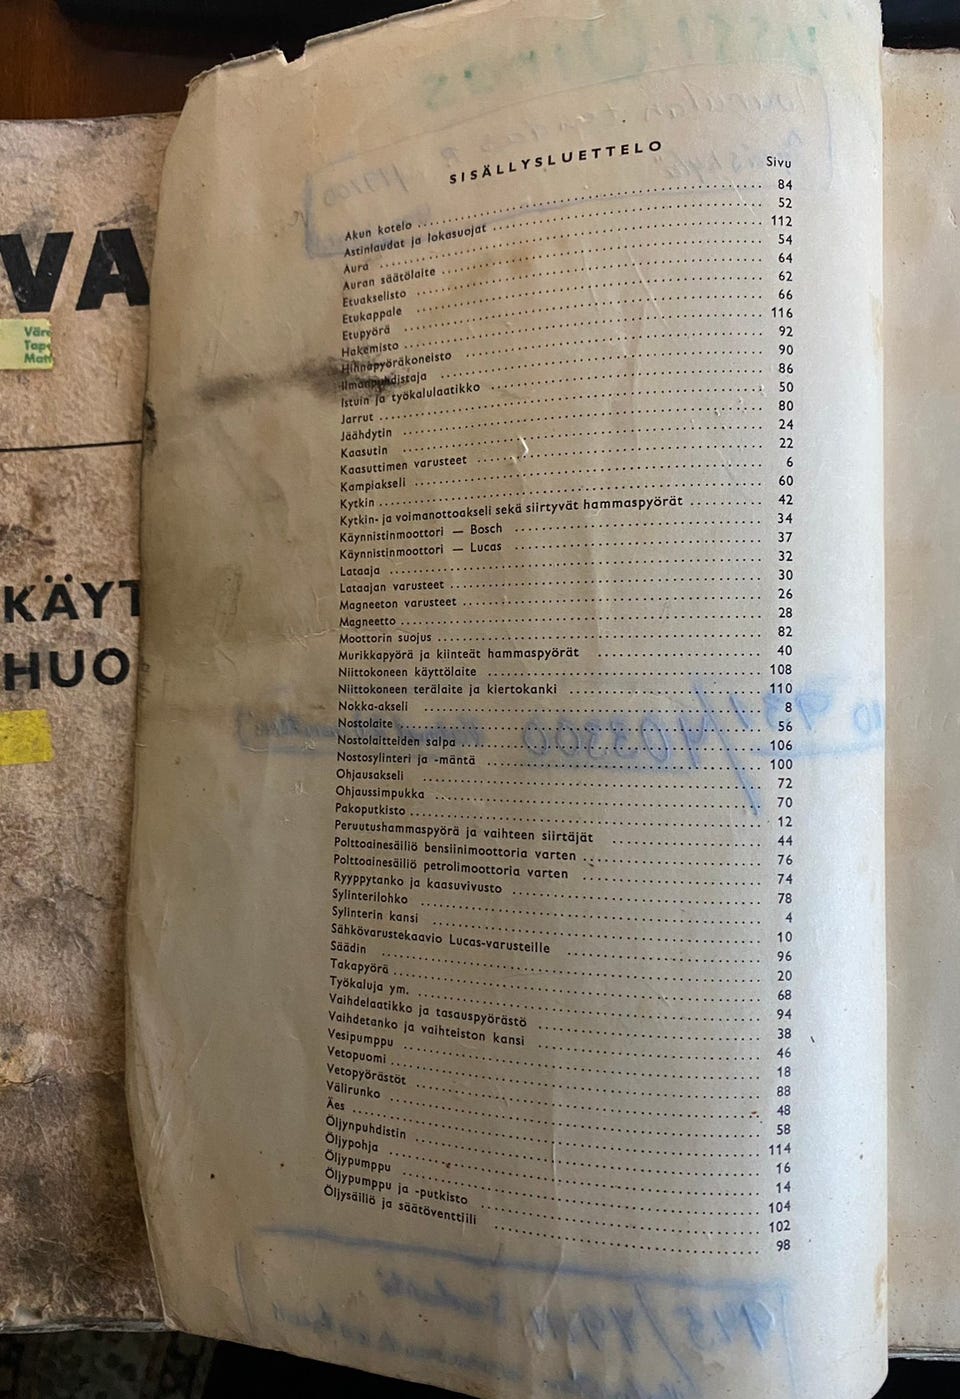 VA
Väre
Tap
Mat
KÄYT
HUO
SISÄLLYSLUETTELO
Sivu
Akun kotelo 84
Astinlaudat ja lokasuojat 52
Aura 112
Auran säätölaite 54
Etuakselisto 64
Etukappale 62
Etupyörä 66
Hakemisto 116
Hihnapyöräkoneisto 92
Ilmanpuhdistaja 90
Istuin ja työkalulaatikko 86
Jarrut 50
Jäähdytin 80
Kaasutin 24
Kaasuttimen varusteet 22
Kampiakseli 6
Kytkin 60
Kytkin- ja voimanottoakseli sekä siirtyvät hammaspyörät 42
Käynnistinmoottori — Bosch 34
Käynnistinmoottori — Lucas 37
Lataaja 32
Lataajan varusteet 30
Magneeton varusteet 26
Magneetto 28
Moottorin suojus 82
Murikkapyörä ja kiinteät hammaspyörät 40
Niittokoneen käyttölaite 108
Niittokoneen terälaite ja kiertokanki 110
Nokka-akseli 8
Nostolaite 56
Nostolaitteiden salpa 106
Nostosylinteri ja -mäntä 100
Ohjausakseli 72
Ohjaussimpukka 70
Pakoputkisto 12
Peruutushammaspyörä ja vaihteen siirtäjät 44
Polttoainesäiliö bensiinimoottoria varten 76
Polttoainesäiliö petrolimoottoria varten 74
Ryyppytanko ja kaasuvivusto 78
Sylinterilohko 4
Sylinterin kansi 10
Sähkövarustekaavio Lucas-varusteille 96
Säädin 20
Takapyörä 68
Työkaluja ym. 94
Vaihdelaatikko ja tasauspyörästö 38
Vaihdetanko ja vaihteiston kansi 46
Vesipumppu 18
Vetopuomi 88
Vetopyörästöt 48
Välirunko 58
Äes 114
Öljynpuhdistin 16
Öljypohja 14
Öljypumppu 104
Öljypumppu ja -putkisto 102
Öljysäiliö ja säätöventtiili 98